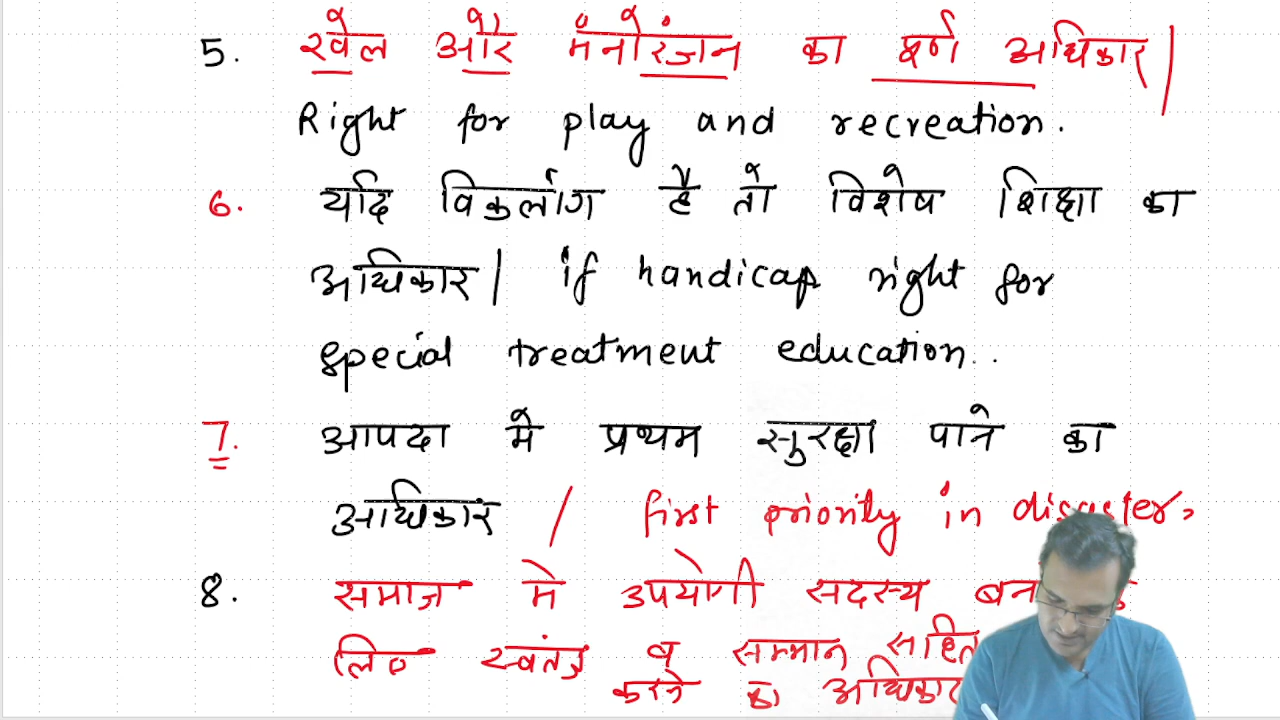 5. खेल और मनोरंजन का पूर्ण अधिकार|
Right for play and recreation.
6. यदि विकलांग है तो विशेष शिक्षा का
अधिकार| if handicap right for
special treatment education..
7. आपदा मे प्रथम सुरक्षा पाने का
अधिकार / first priority in disaster,
8. समाज मे उपयोगी सदस्य
लिए स्वतंत्र व सम्मान सहित
करने का अधिकार